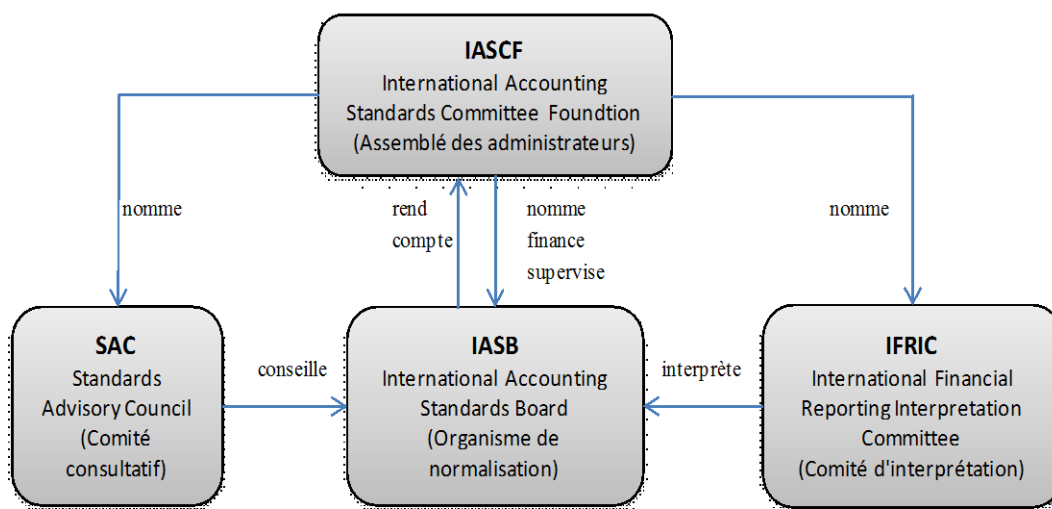 IASCF
International Accounting
Standards Committee Foundtion
(Assemblé des administrateurs)
nomme
rend
compte
nomme
finance
supervise
nomme
SAC
Standards
Advisory Council
(Comité
consultatif)
conseille
IASB
International Accounting
Standards Board
(Organisme de
normalisation)
interprète
IFRIC
International Financial
Reporting Interpretation
Committee
(Comité d'interprétation)